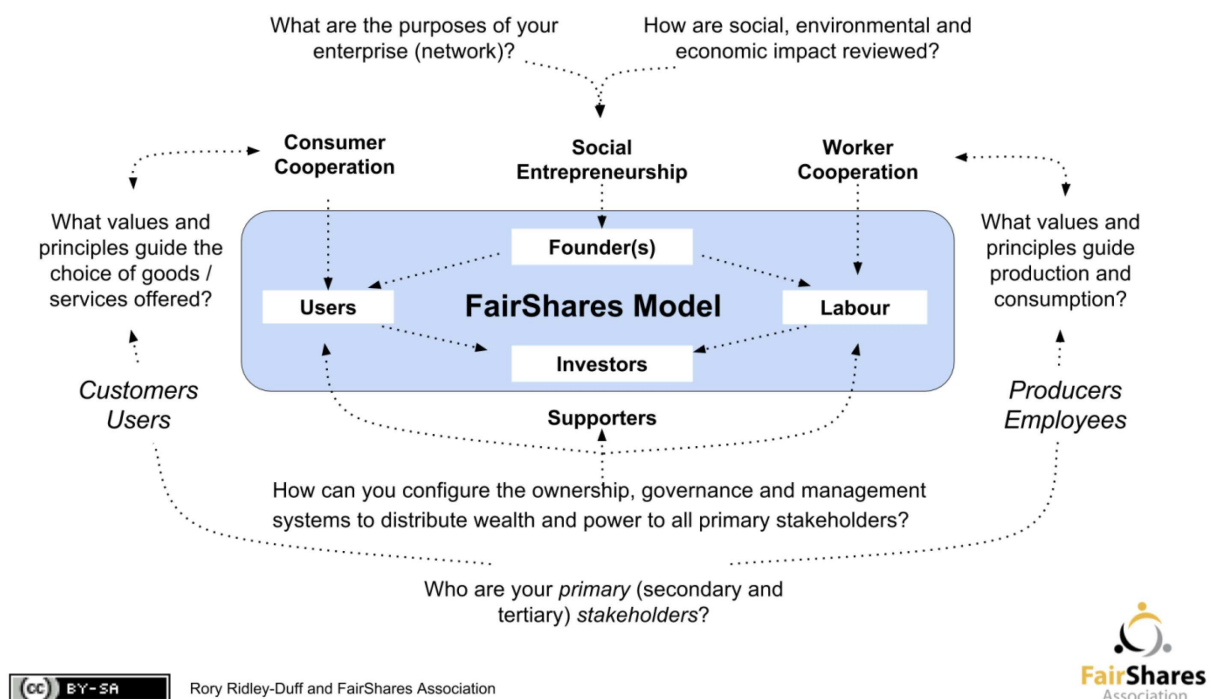 What are the purposes of your
enterprise (network)?
How are social, environmental and
economic impact reviewed?
Consumer
Cooperation
Social
Entrepreneurship
Worker
Cooperation
What values and
principles guide the
choice of goods /
services offered?
Founder(s)
Users
FairShares Model
Labour
Investors
What values and
principles guide
production and
consumption?
Customers
Users
Supporters
Producers
Employees
How can you configure the ownership, governance and management
systems to distribute wealth and power to all primary stakeholders?
Who are your primary (secondary and
tertiary) stakeholders?
FairShares
Association
cc BY-SA
Rory Ridley-Duff and FairShares Association